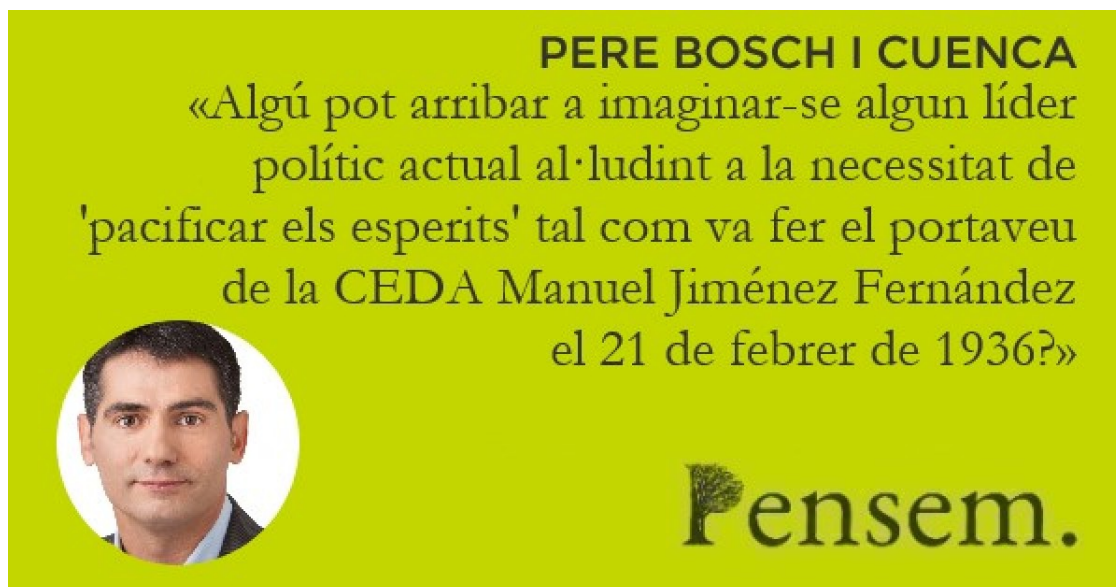 PERE BOSCH I CUENCA
«Algú pot arribar a imaginar-se algun líder
polític actual al·ludint a la necessitat de
'pacificar els esperits' tal com va fer el portaveu
de la CEDA Manuel Jiménez Fernández
el 21 de febrer de 1936?»
Pensem.